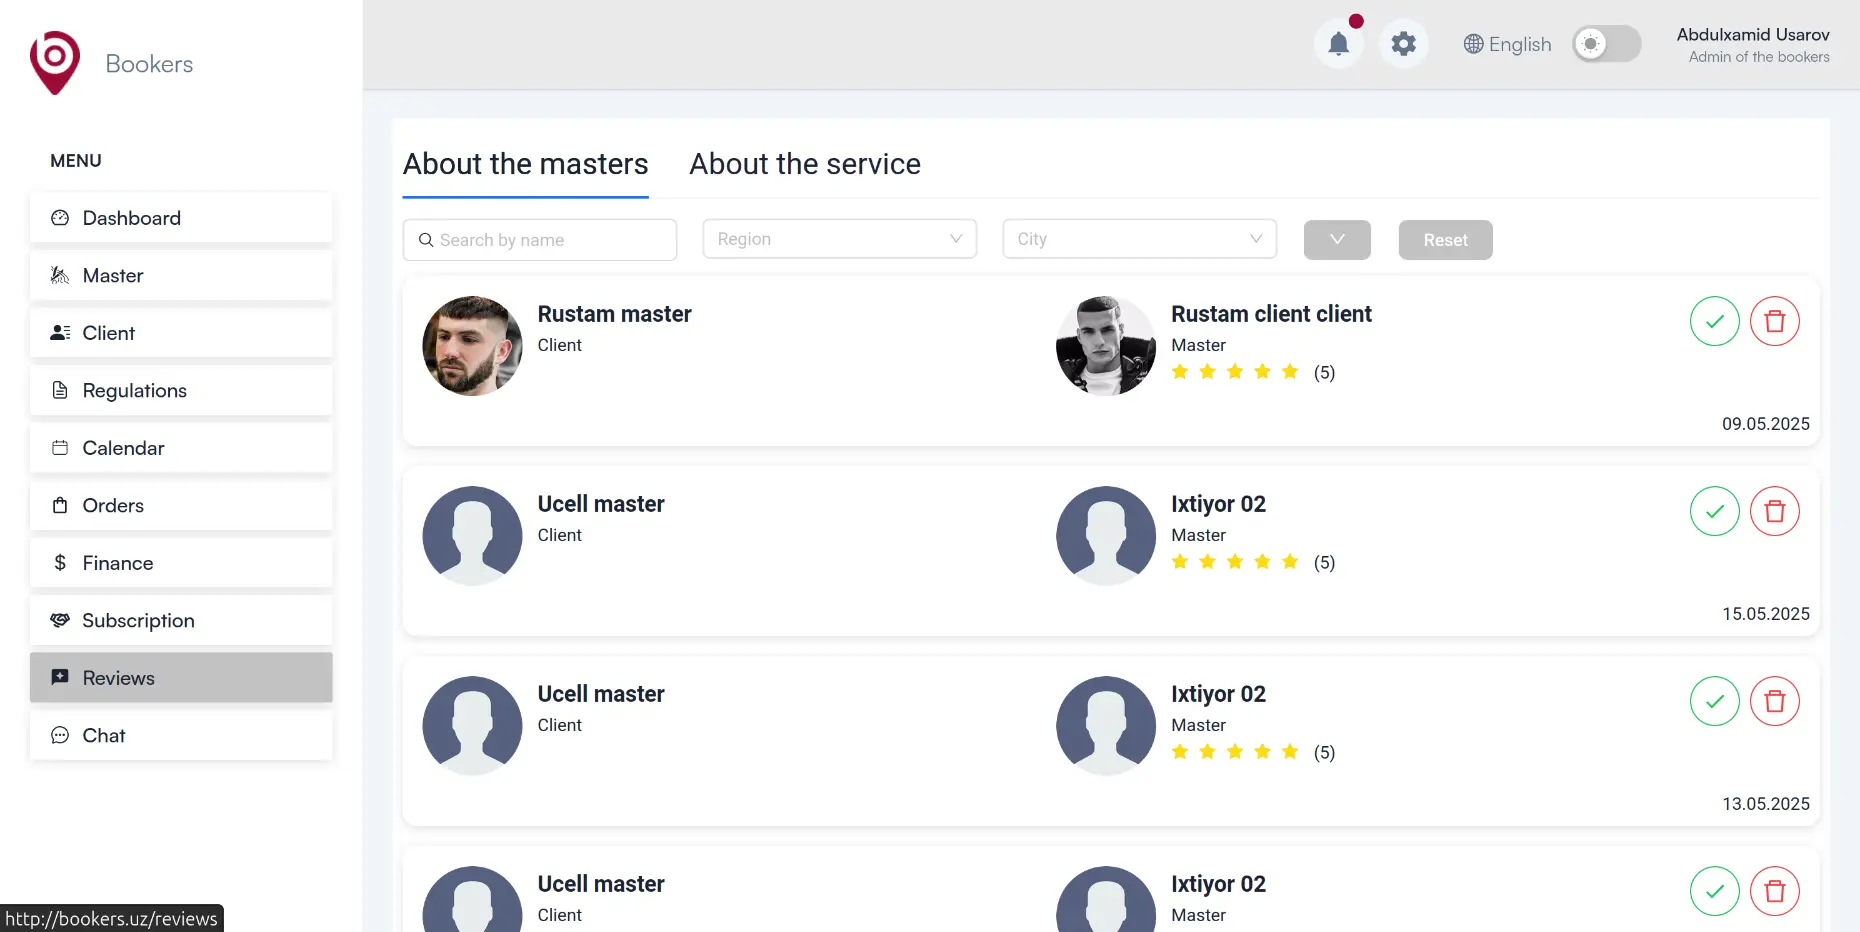 Bookers
English
Abdulxamid Usarov
Admin of the bookers
MENU
Dashboard
Master
Client
Regulations
Calendar
Orders
$ Finance
Subscription
Reviews
Chat
About the masters
About the service
Search by name
Region
City
Reset
Rustam master
Client
Rustam client client
Master
(5)
09.05.2025
Ucell master
Client
Ixtiyor 02
Master
(5)
15.05.2025
Ucell master
Client
Ixtiyor 02
Master
(5)
13.05.2025
Ucell master
Client
Ixtiyor 02
Master
http://bookers.uz/reviews